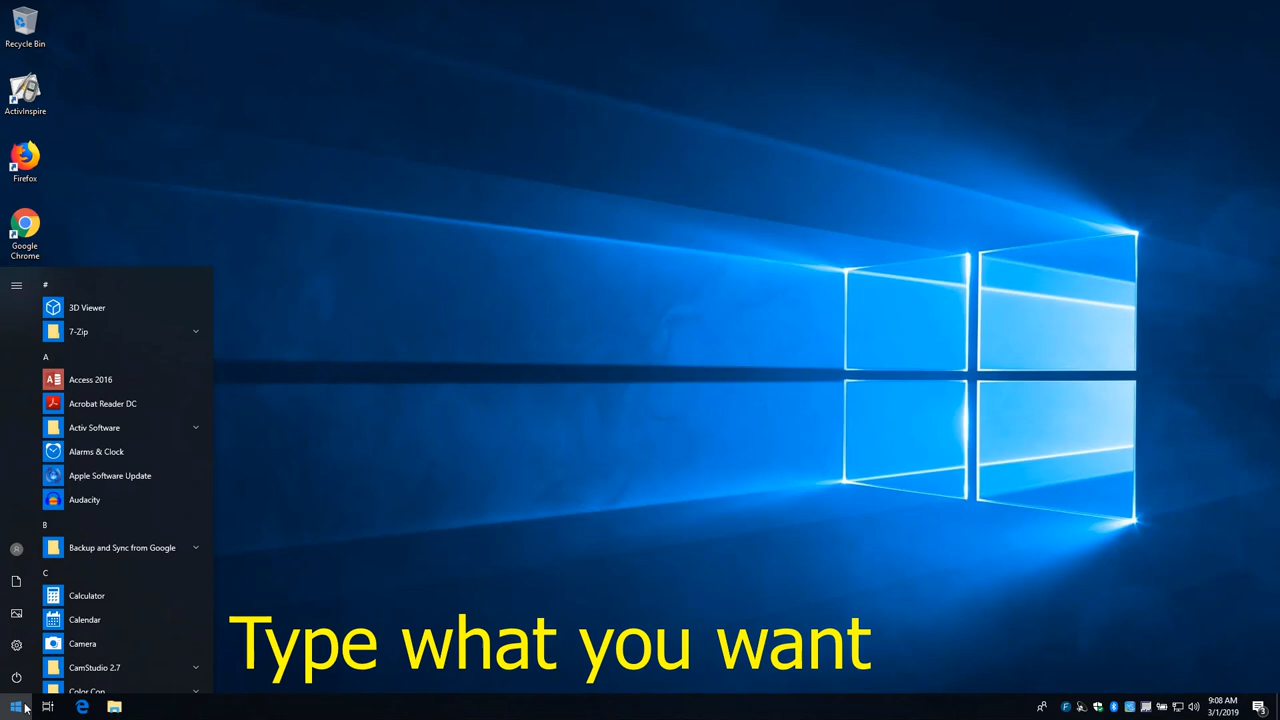 Recycle Bin
ActivInspire
Firefox
Google
Chrome
#
3D Viewer
7-Zip
A
Access 2016
Acrobat Reader DC
Activ Software
Alarms & Clock
Apple Software Update
Audacity
B
Backup and Sync from Google
C
Calculator
Calendar
Camera
CamStudio 2.7
Color Cop
Type what you want
9:08 AM
3/1/2019